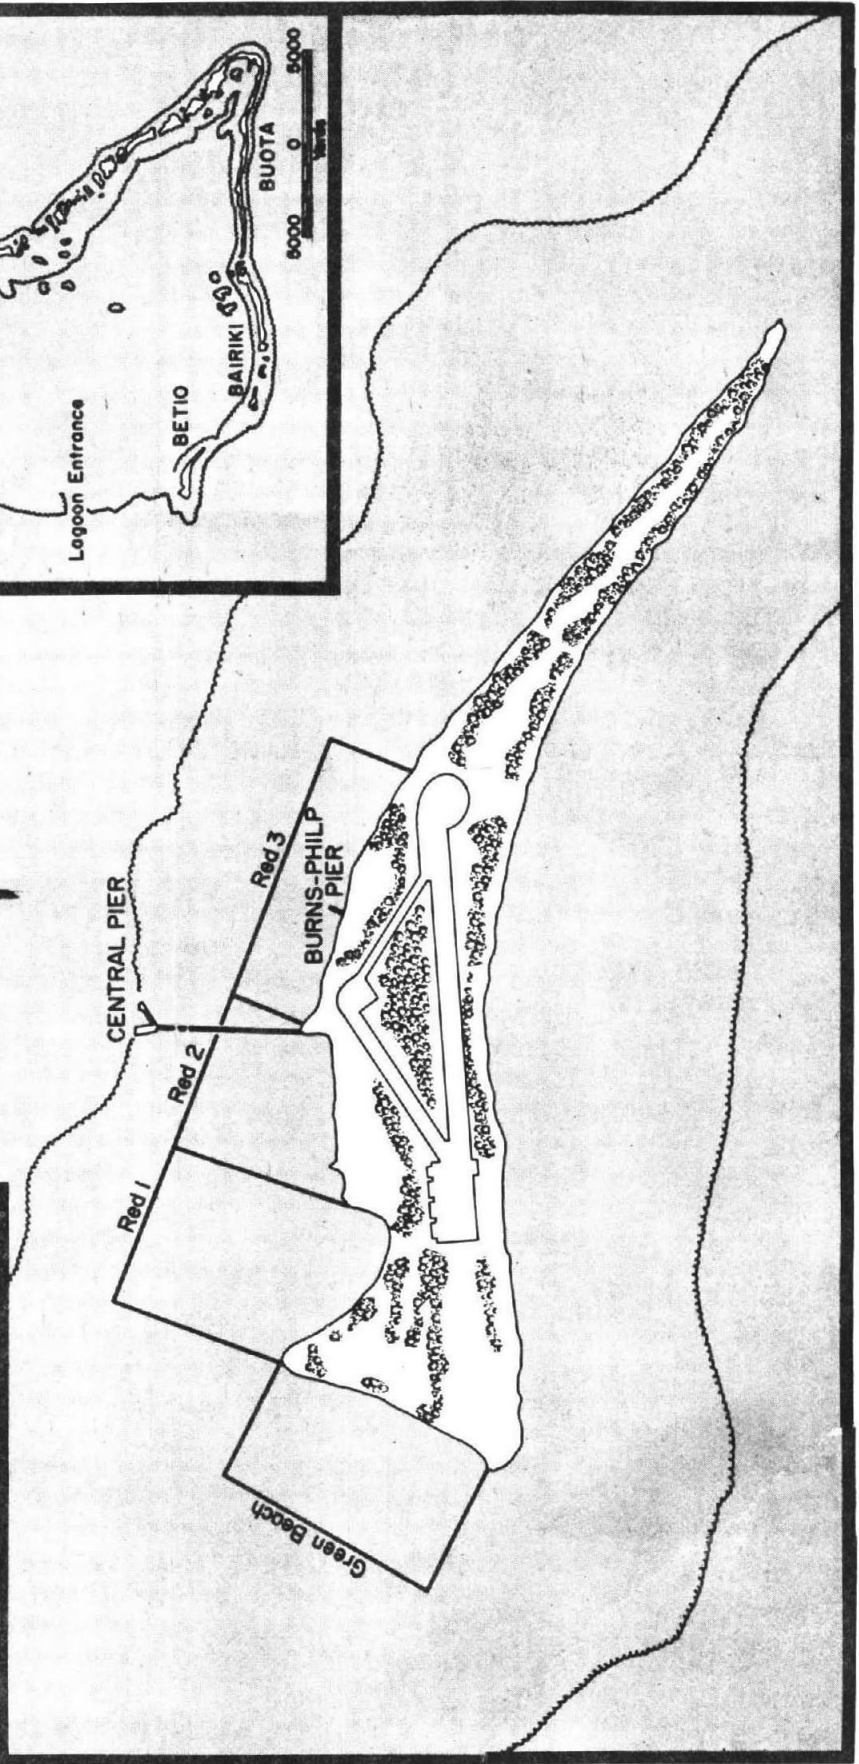 Lagoon Entrance
BETIO
BAIRIKI
BUOTA
5000 0 5000
Yards
CENTRAL PIER
BURNS-PHILP
PIER
Red 3
Red 2
Red 1
Green Beach